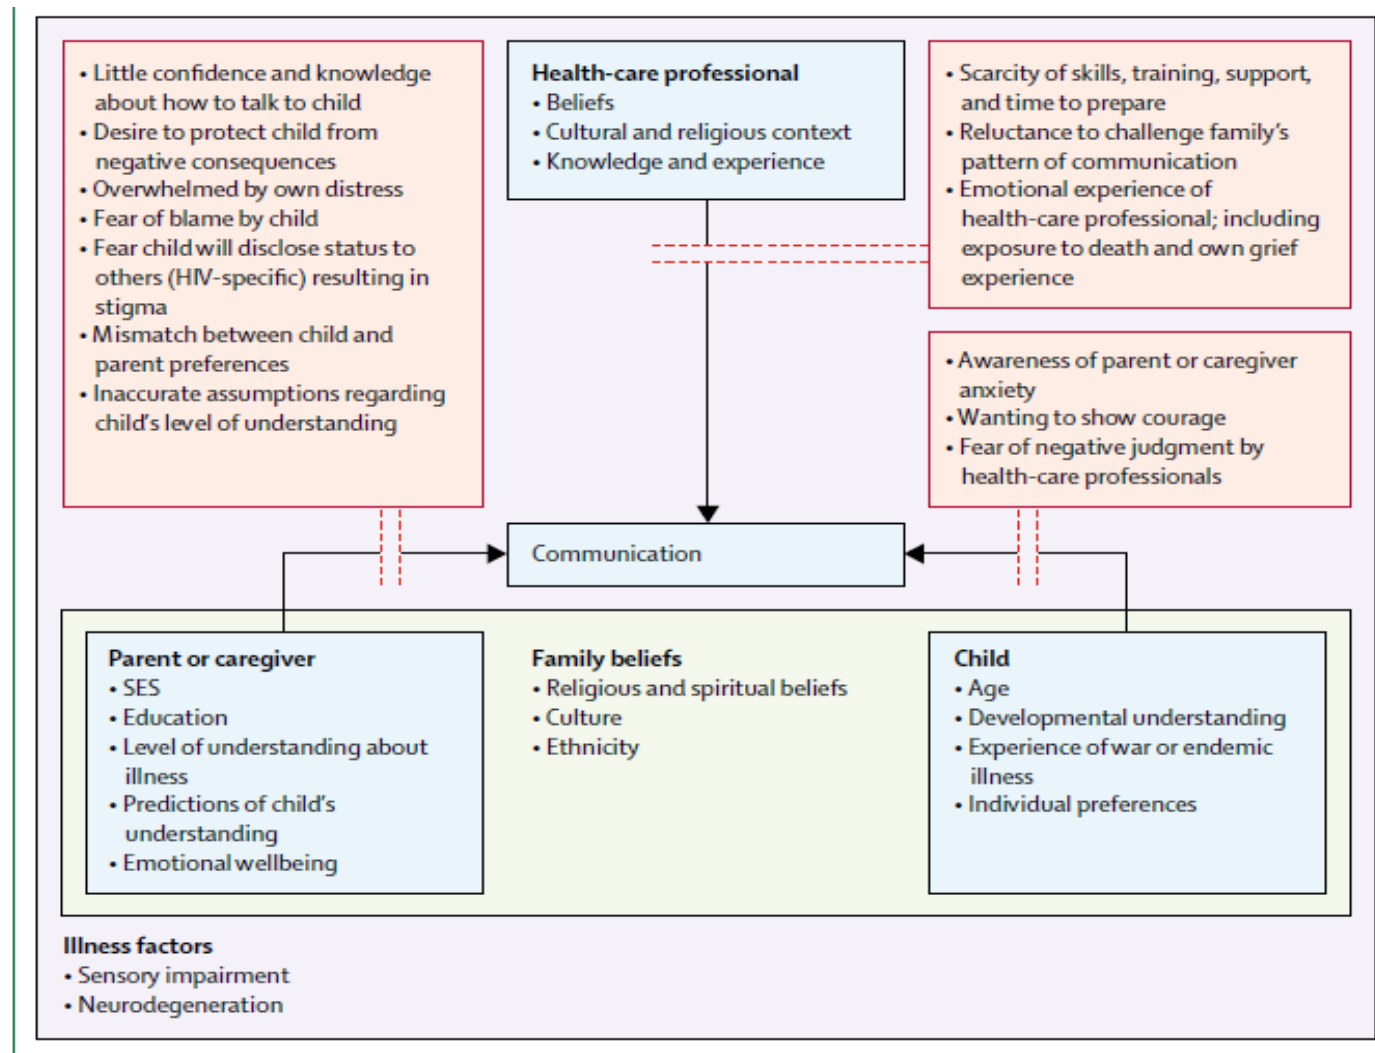 • Little confidence and knowledge
about how to talk to child
• Desire to protect child from
negative consequences
• Overwhelmed by own distress
• Fear of blame by child
• Fear child will disclose status to
others (HIV-specific) resulting in
stigma
• Mismatch between child and
parent preferences
• Inaccurate assumptions regarding
child's level of understanding
Health-care professional
• Beliefs
• Cultural and religious context
• Knowledge and experience
• Scarcity of skills, training, support,
and time to prepare
• Reluctance to challenge family's
pattern of communication
• Emotional experience of
health-care professional; including
exposure to death and own grief
experience
• Awareness of parent or caregiver
anxiety
• Wanting to show courage
• Fear of negative judgment by
health-care professionals
Communication
Parent or caregiver
• SES
• Education
• Level of understanding about
illness
• Predictions of child's
understanding
• Emotional wellbeing
Family beliefs
• Religious and spiritual beliefs
• Culture
• Ethnicity
Child
• Age
• Developmental understanding
• Experience of war or endemic
illness
• Individual preferences
Illness factors
• Sensory impairment
• Neurodegeneration